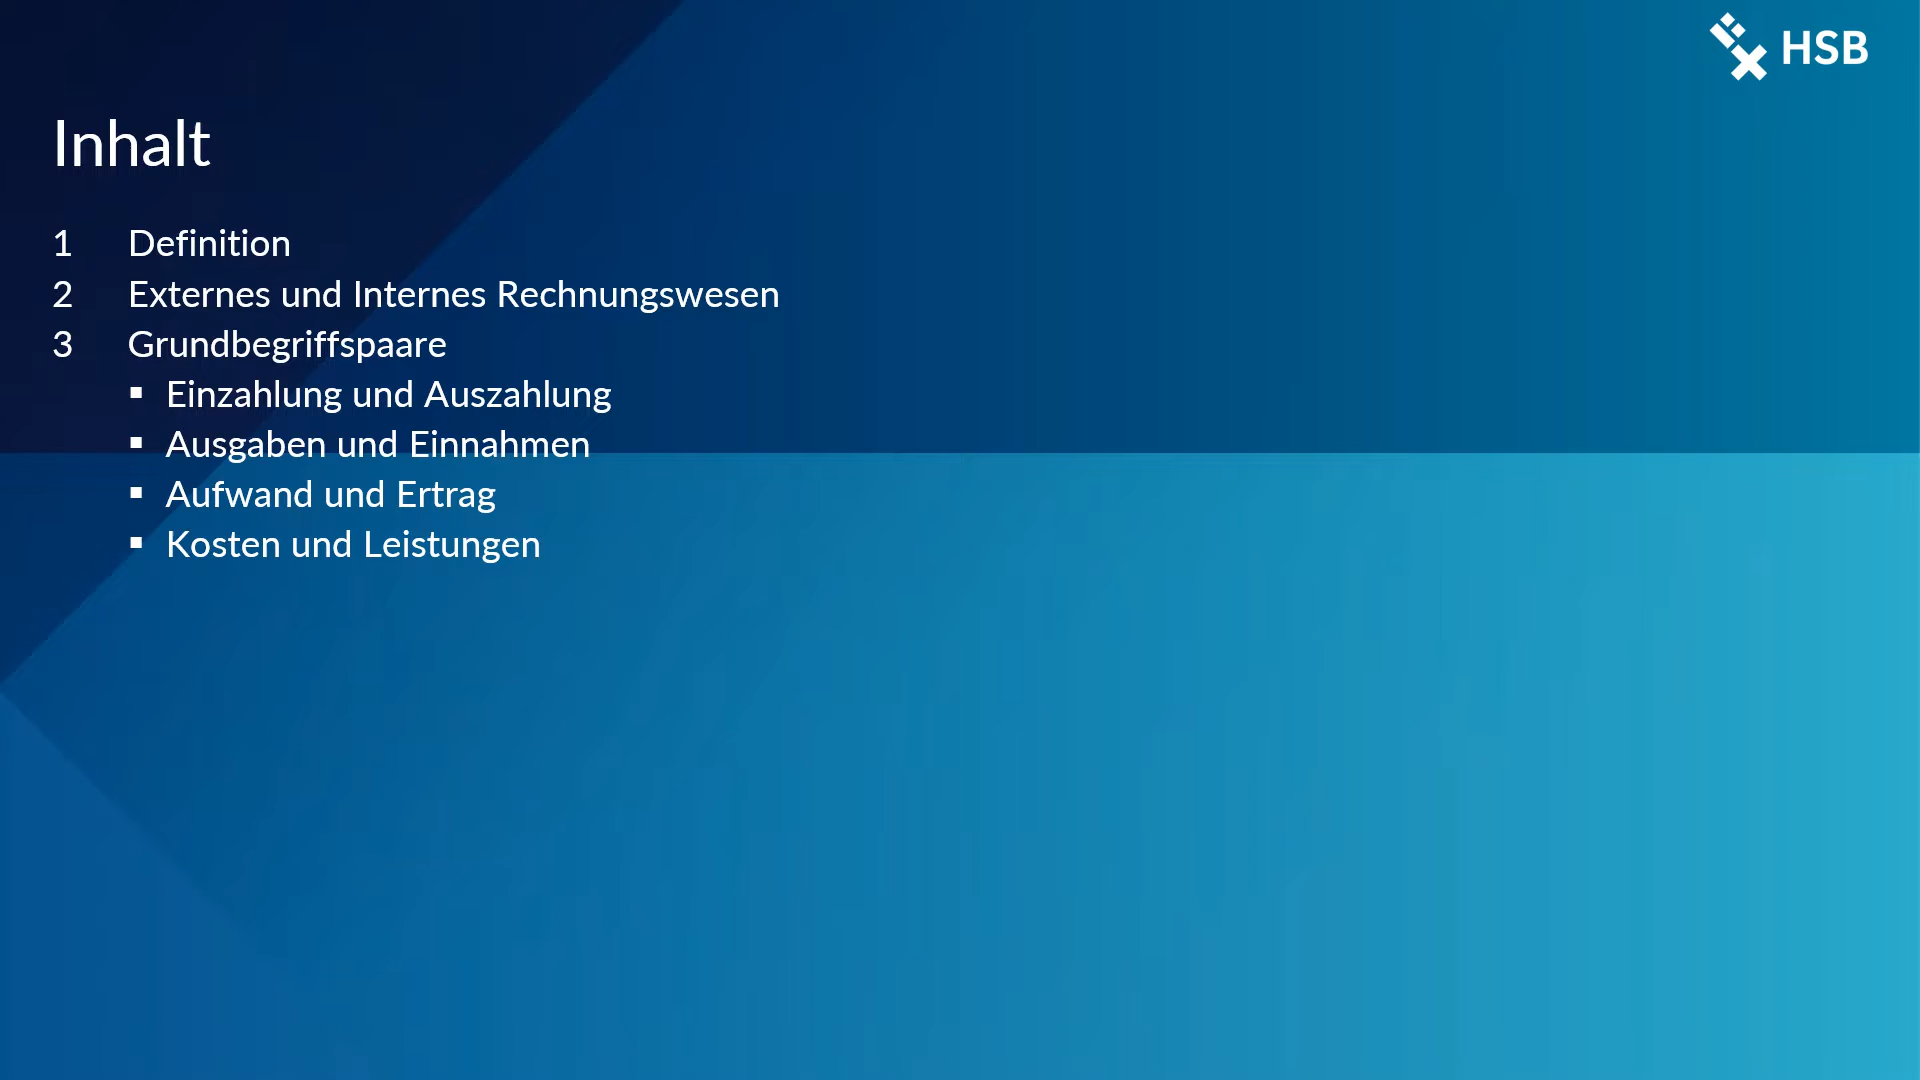 HSB
Inhalt
1 Definition
2 Externes und Internes Rechnungswesen
3 Grundbegriffspaare
▪ Einzahlung und Auszahlung
▪ Ausgaben und Einnahmen
▪ Aufwand und Ertrag
▪ Kosten und Leistungen